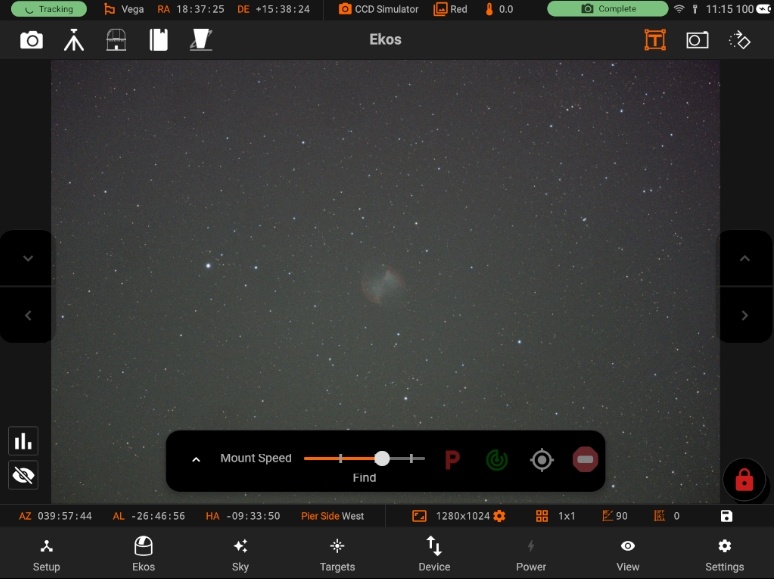 Tracking Vega RA 18:37:25 DE +15:38:24 CCD Simulator Red 0.0 Complete 11:15 100
Ekos
T
Mount Speed
P
Find
AZ 039:57:44 AL -26:46:56 HA -09:33:50 Pier Side West 1280x1024 1x1 90 0
Setup Ekos Sky Targets Device Power View Settings